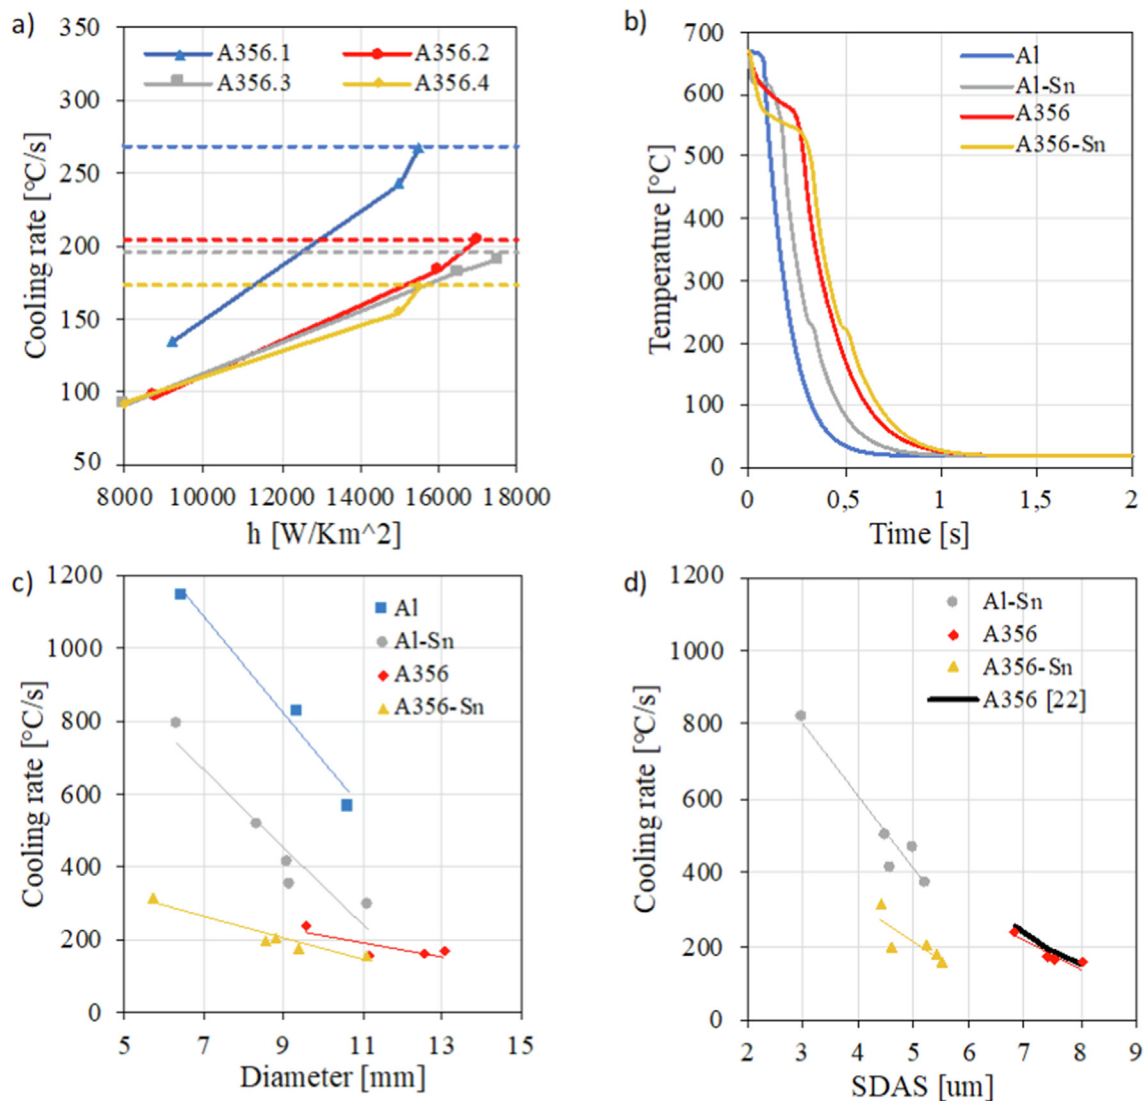 a)
350
300
250
200
150
100
50
Cooling rate [°C/s]
A356.1
A356.2
A356.3
A356.4
8000 10000 12000 14000 16000 18000
h [W/Km^2]
b)
700
600
500
400
300
200
100
0
Temperature [°C]
Al
Al-Sn
A356
A356-Sn
0 0,5 1 1,5 2
Time [s]
c)
1200
1000
800
600
400
200
0
Cooling rate [°C/s]
Al
Al-Sn
A356
A356-Sn
5 7 9 11 13 15
Diameter [mm]
d)
1200
1000
800
600
400
200
0
Cooling rate [°C/s]
Al-Sn
A356
A356-Sn
A356 [22]
2 3 4 5 6 7 8 9
SDAS [um]